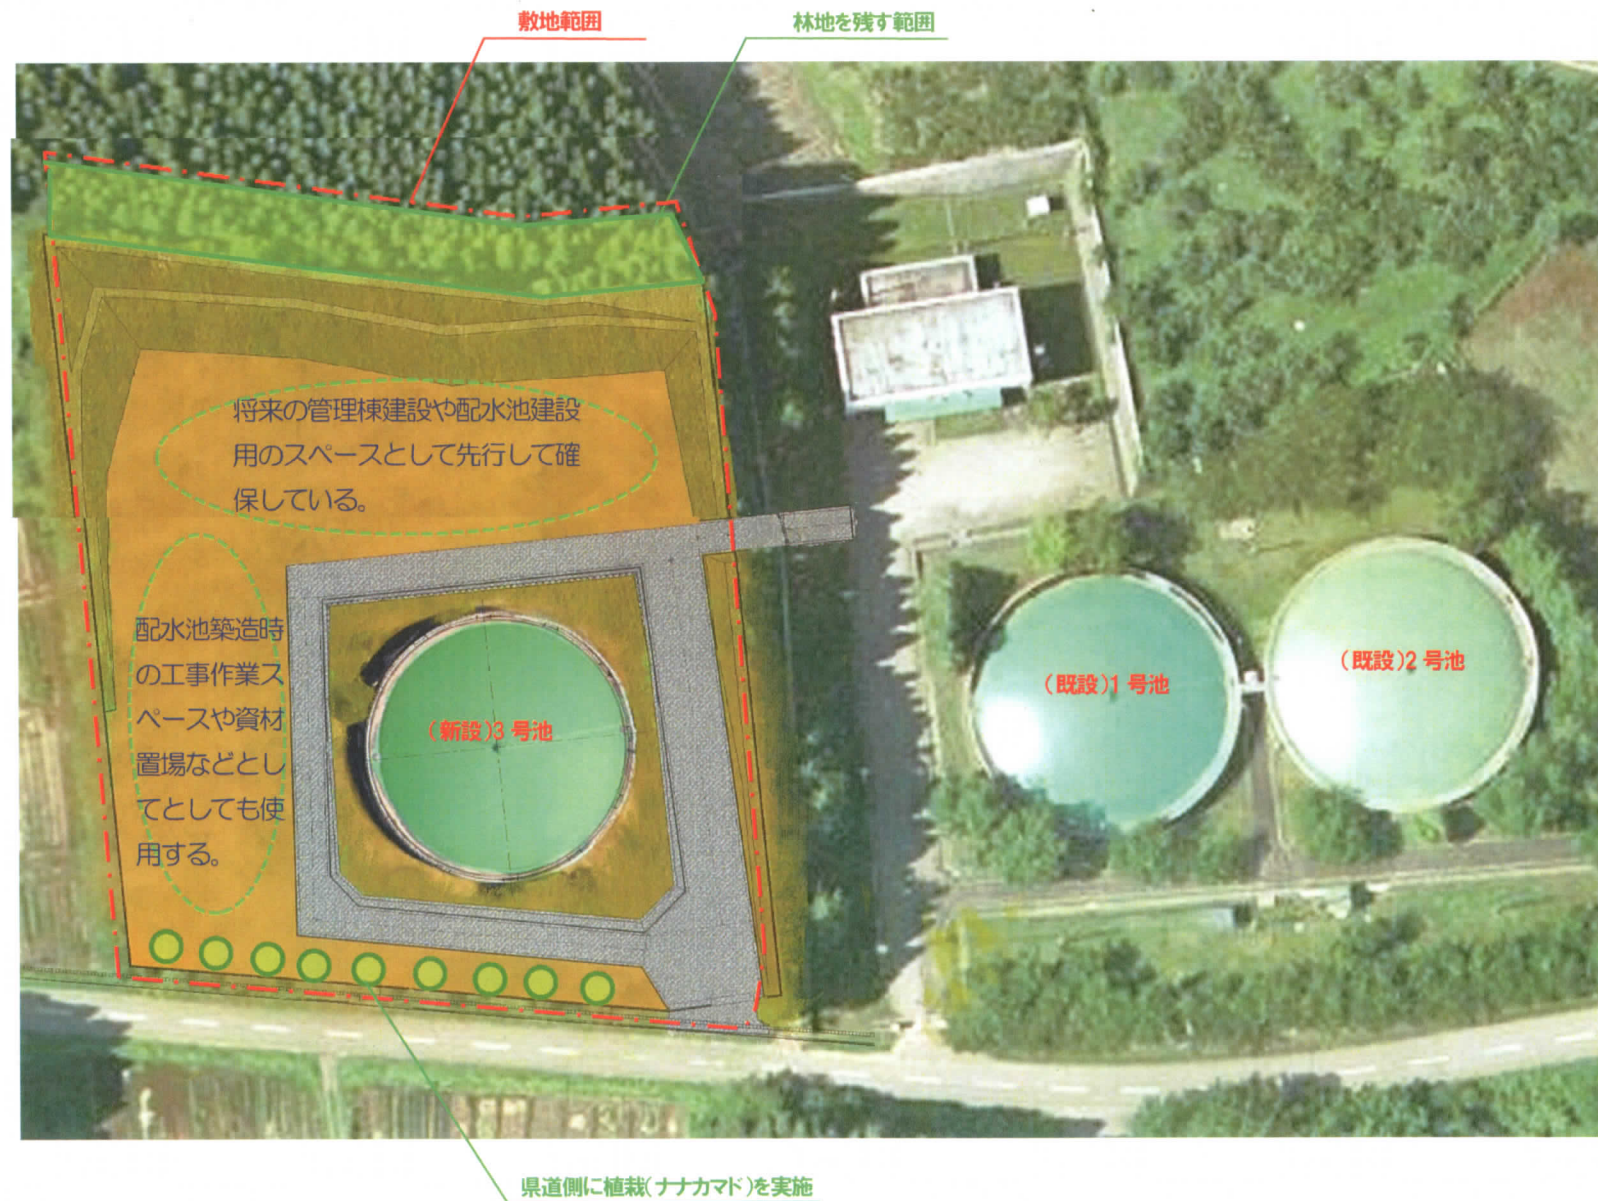 敷地範囲
林地を残す範囲
将来の管理棟建設や配水池建設
用のスペースとして先行して確
保している。
配水池築造時
の工事作業ス
ペースや資材
置場などとし
てとしても使
用する。
(新設)3 号池
(既設)1 号池
(既設)2 号池
県道側に植栽(ナナカマド)を実施